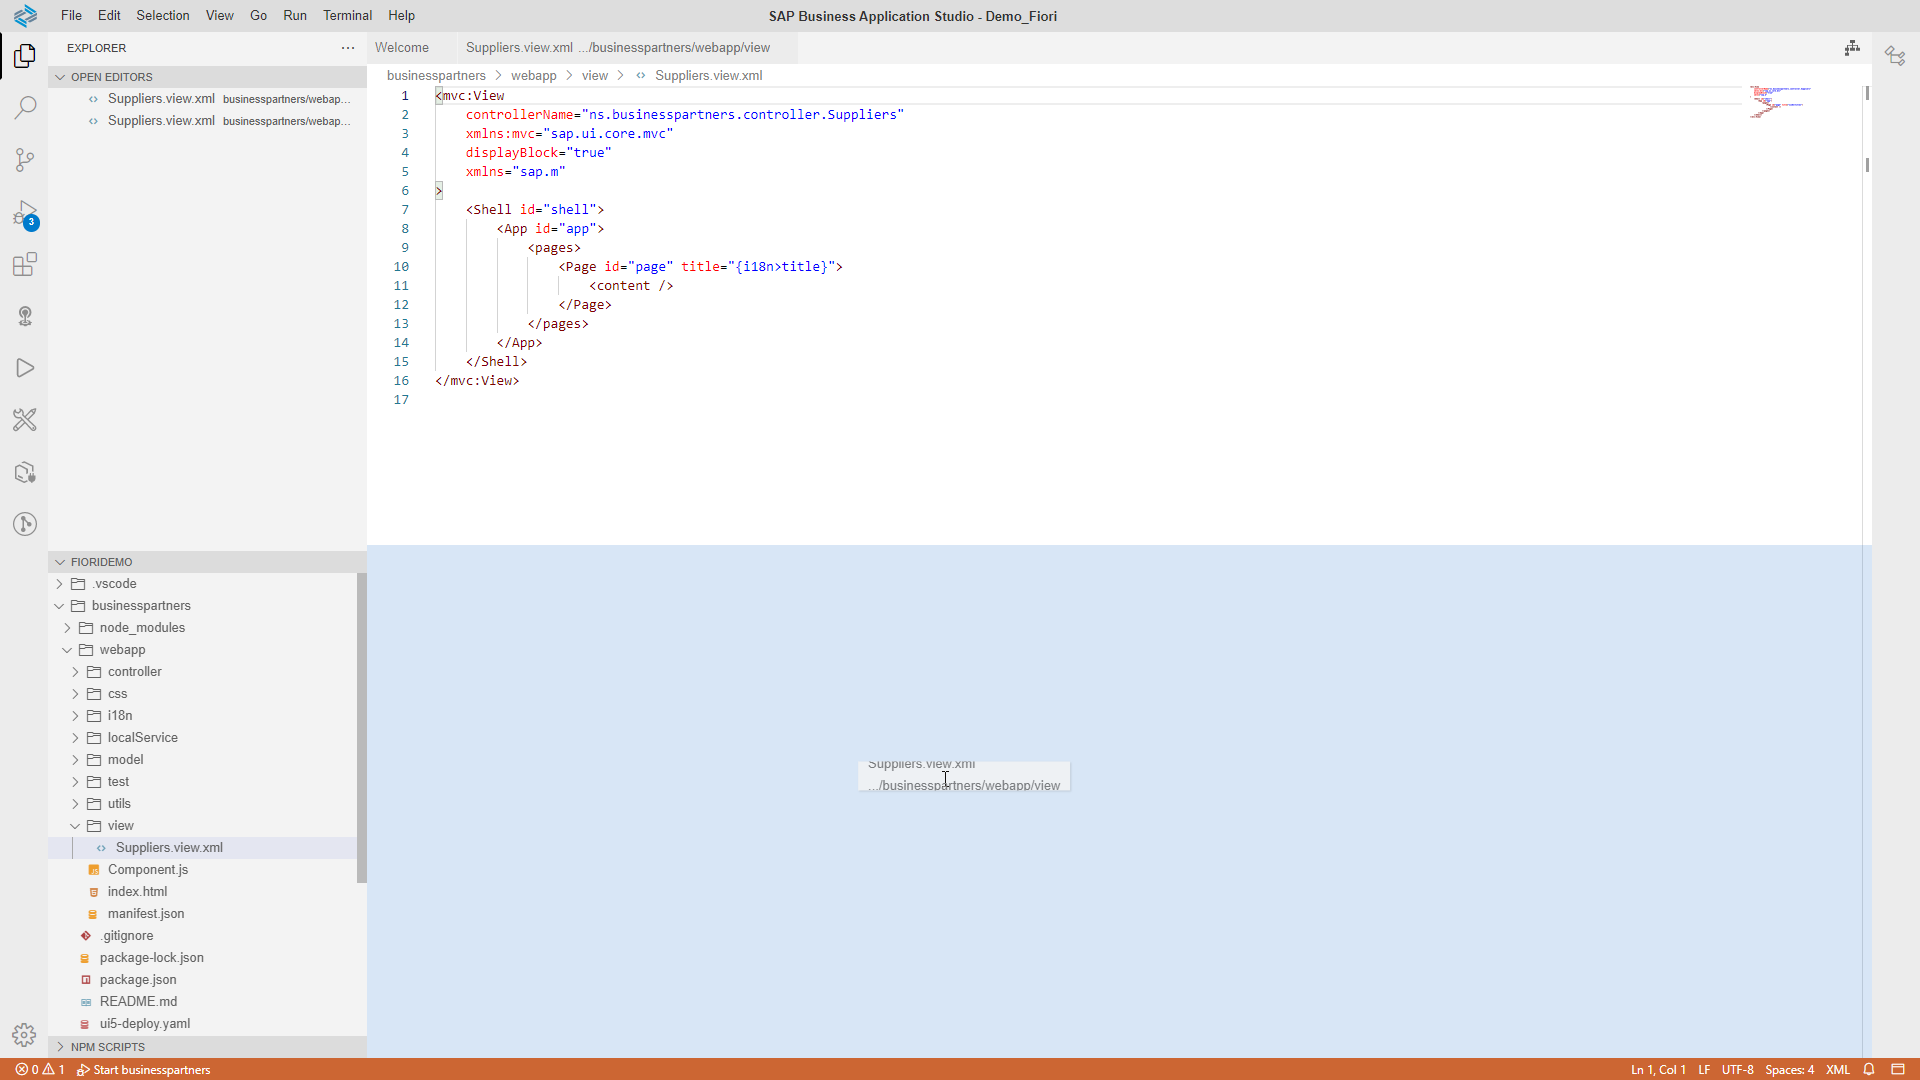 File Edit Selection View Go Run Terminal Help
SAP Business Application Studio - Demo_Fiori
EXPLORER
OPEN EDITORS
Suppliers.view.xml businesspartners/webap...
Suppliers.view.xml businesspartners/webap...
FIORIDEMO
.vscode
businesspartners
node_modules
webapp
controller
css
i18n
localService
model
test
utils
view
Suppliers.view.xml
Component.js
index.html
manifest.json
.gitignore
package-lock.json
package.json
README.md
ui5-deploy.yaml
NPM SCRIPTS
3
Welcome
Suppliers.view.xml .../businesspartners/webapp/view
businesspartners > webapp > view > Suppliers.view.xml
1 <mvc:View
2 controllerName="ns.businesspartners.controller.Suppliers"
3 xmlns:mvc="sap.ui.core.mvc"
4 displayBlock="true"
5 xmlns="sap.m"
6 >
7 <Shell id="shell">
8 <App id="app">
9 <pages>
10 <Page id="page" title="{i18n>title}">
11 <content />
12 </Page>
13 </pages>
14 </App>
15 </Shell>
16 </mvc:View>
17
Suppliers.view.xml
.../businesspartners/webapp/view
0 1 Start businesspartners
Ln 1, Col 1 LF UTF-8 Spaces: 4 XML